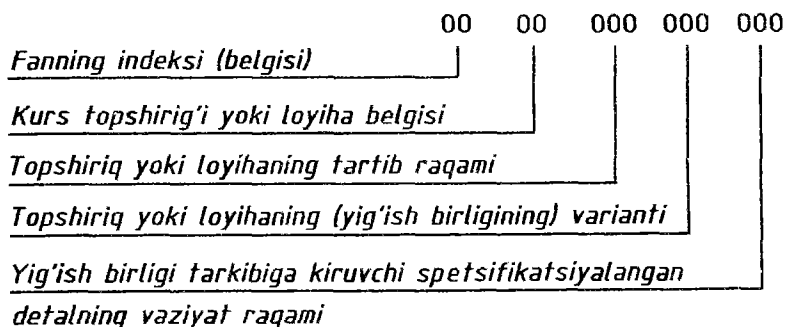 00 00 000 000 000
Fanning indeksi (belgisi)
Kurs topshirig'i yoki loyiha belgisi
Topshiriq yoki loyihaning tartib raqami
Topshiriq yoki loyihaning (yig'ish birligining) varianti
Yig'ish birligi tarkibiga kiruvchi spetsifikatsiyalangan
detalning vaziyat raqami